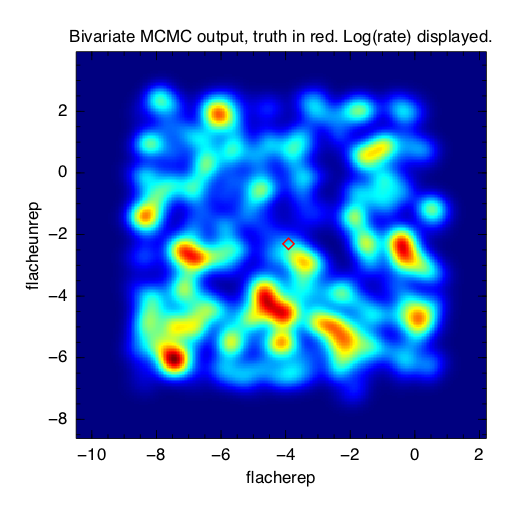 Bivariate MCMC output, truth in red. Log(rate) displayed.
2
0
−2
−4
−6
−8
flacheunrep
−10 −8 −6 −4 −2 0 2
flacherep